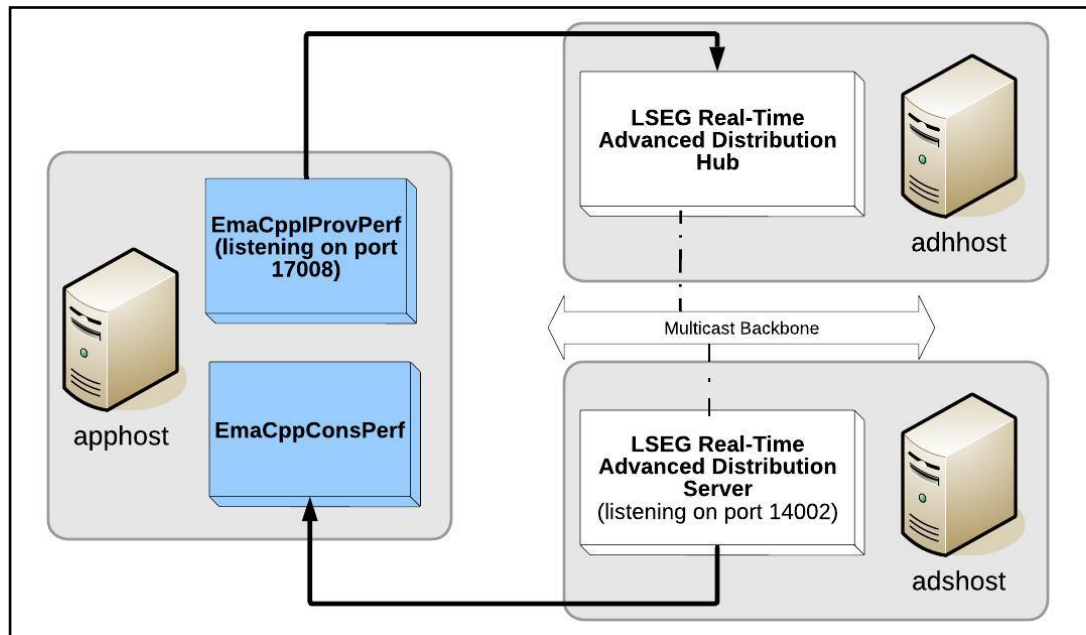 LSEG Real-Time
Advanced Distribution
Hub
adhhost
EmaCppIProvPerf
(listening on port
17008)
Multicast Backbone
apphost
EmaCppConsPerf
LSEG Real-Time
Advanced Distribution
Server
(listening on port 14002)
adshost